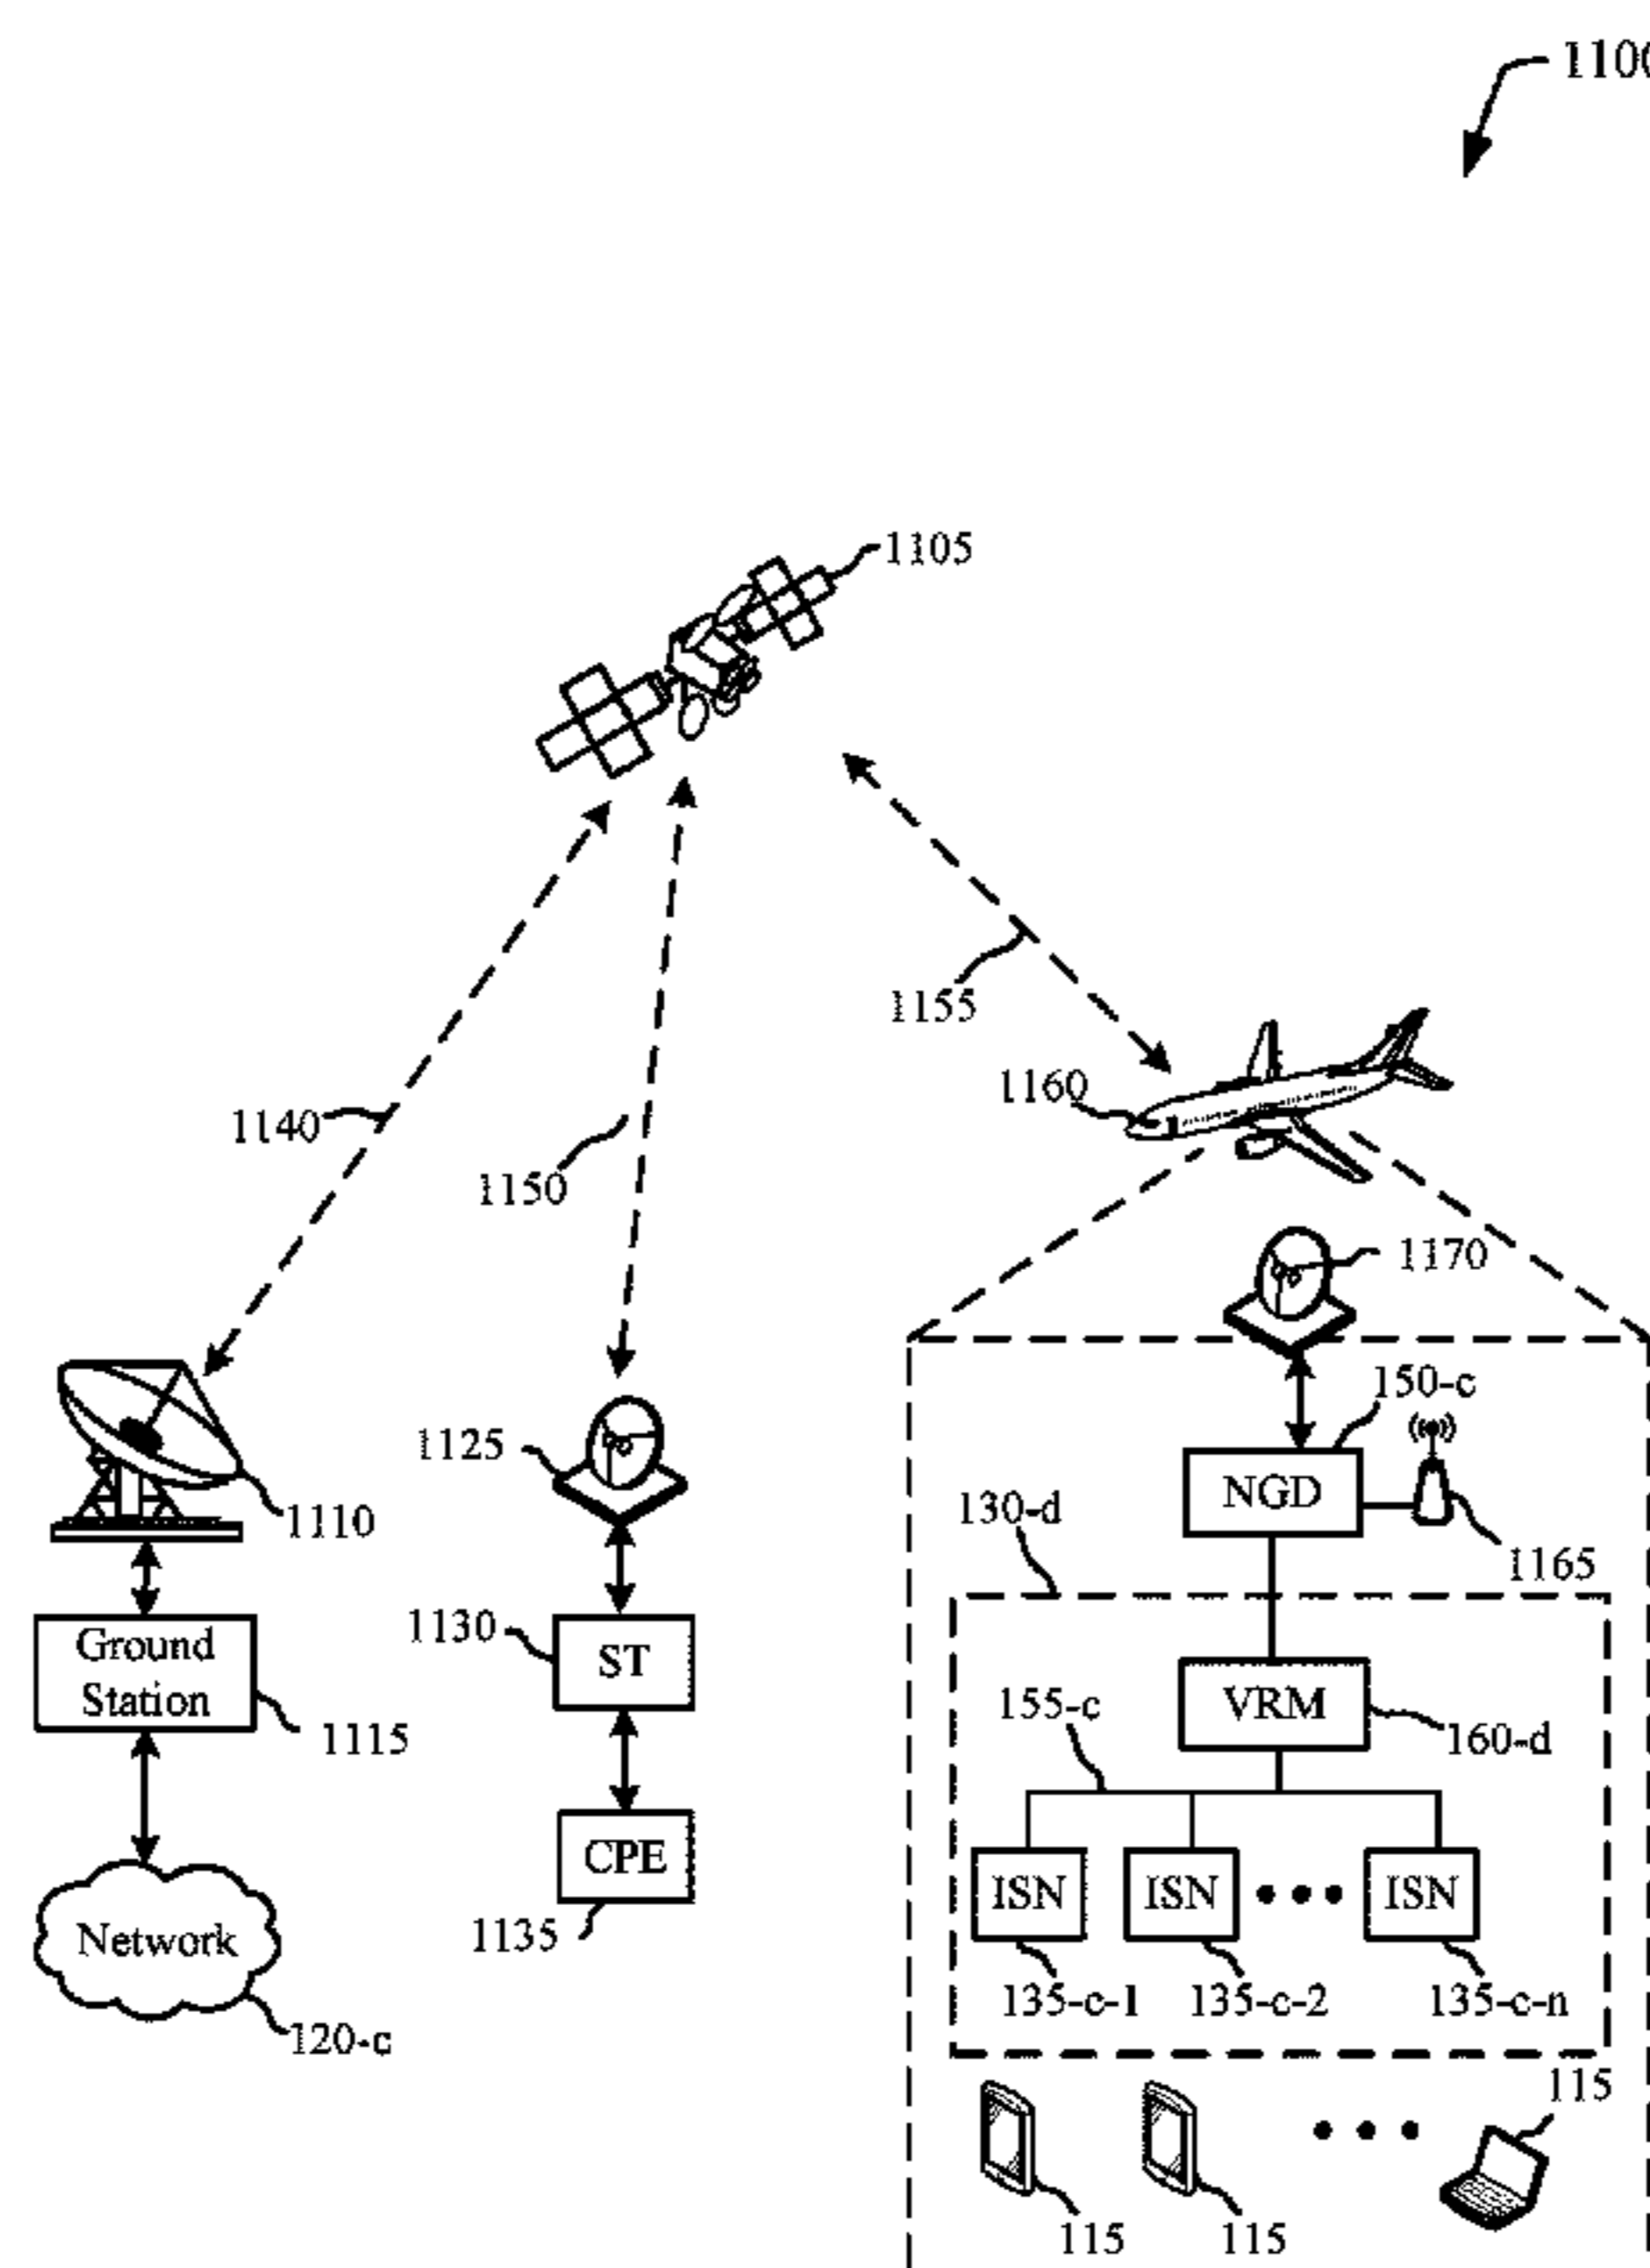 1100
1105
1155
1160
1140
1150
1170
150-c
1125
NGD
130-d
1110
1165
1130
Ground
Station
ST
155-c
VRM
1115
160-d
CPE
ISN
ISN
ISN
Network
1135
135-c-1
135-c-2
135-c-n
120-c
115
115
115